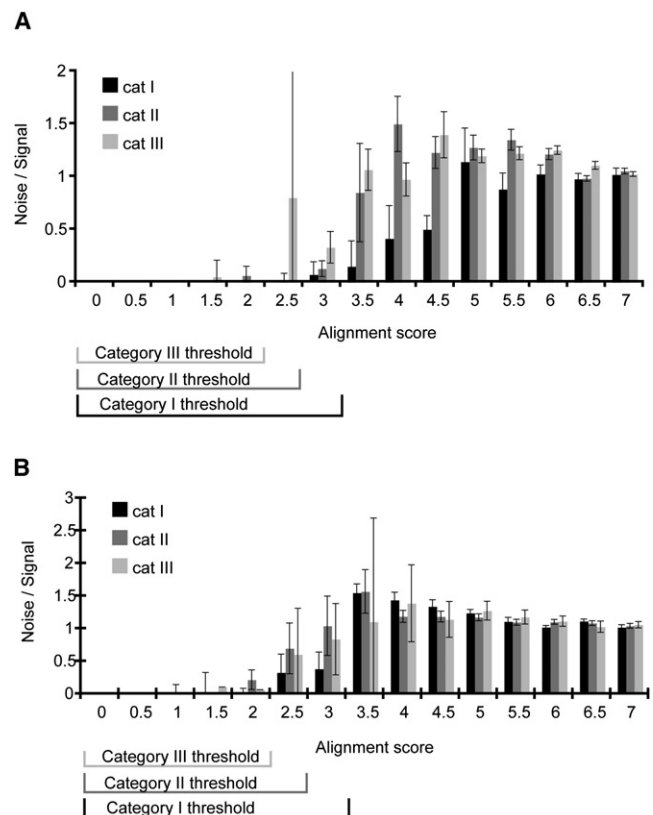 A
2
1.5
1
0.5
0
Noise / Signal
cat I
cat II
cat III
0 0.5 1 1.5 2 2.5 3 3.5 4 4.5 5 5.5 6 6.5 7
Alignment score
Category III threshold
Category II threshold
Category I threshold
B
3
2.5
2
1.5
1
0.5
0
Noise / Signal
cat I
cat II
cat III
0 0.5 1 1.5 2 2.5 3 3.5 4 4.5 5 5.5 6 6.5 7
Alignment score
Category III threshold
Category II threshold
Category I threshold